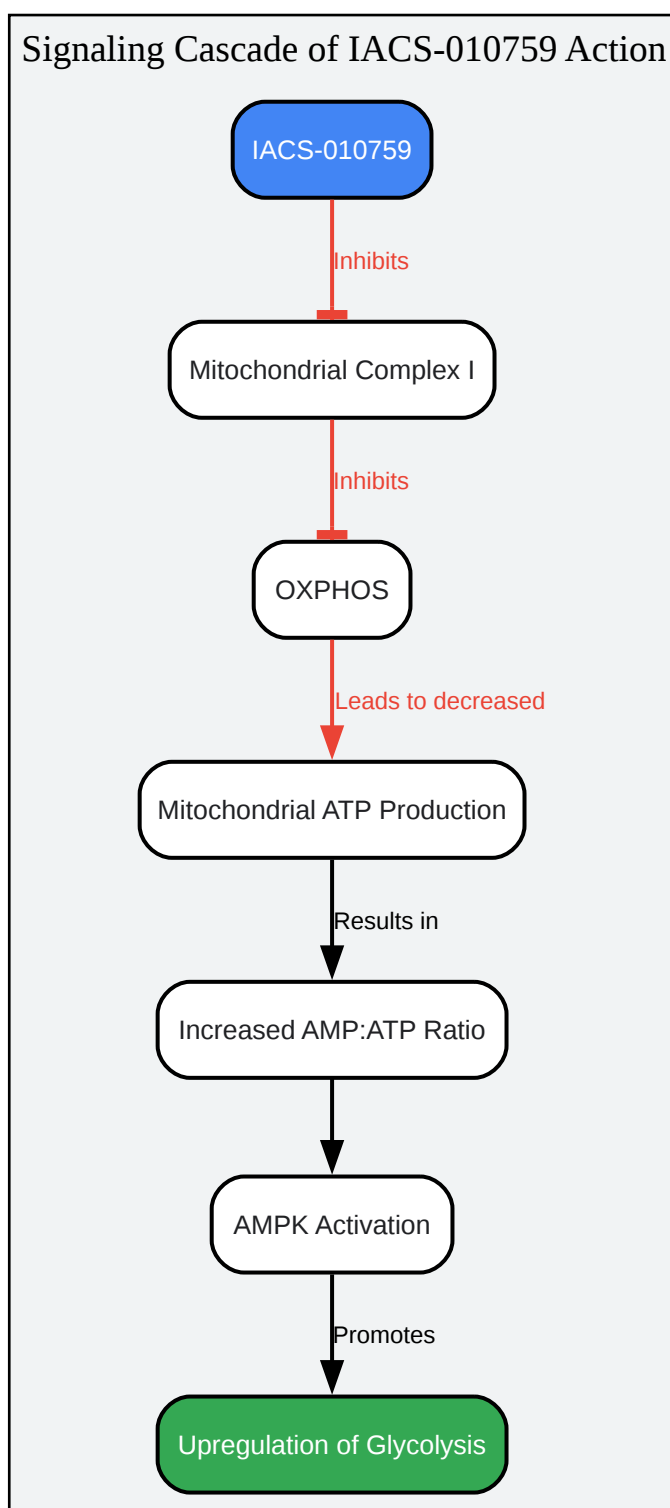 Signaling Cascade of IACS-010759 Action
IACS-010759
Inhibits
Mitochondrial Complex I
Inhibits
OXPHOS
Leads to decreased
Mitochondrial ATP Production
Results in
Increased AMP:ATP Ratio
AMPK Activation
Promotes
Upregulation of Glycolysis